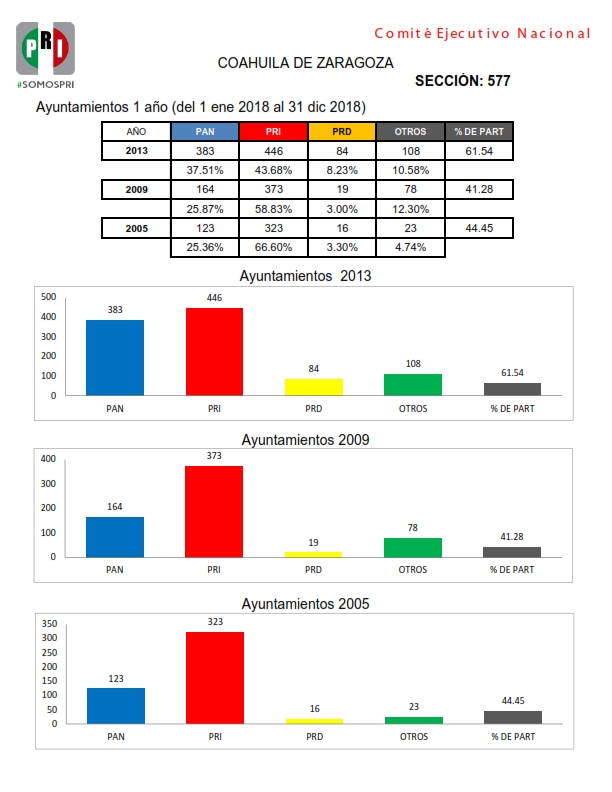 PRI
#SOMOSPRI
Comité Ejecutivo Nacional
COAHUILA DE ZARAGOZA
SECCIÓN: 577
Ayuntamientos 1 año (del 1 ene 2018 al 31 dic 2018)
AÑO PAN PRI PRD OTROS % DE PART
2013 383 446 84 108 61.54
37.51% 43.68% 8.23% 10.58%
2009 164 373 19 78 41.28
25.87% 58.83% 3.00% 12.30%
2005 123 323 16 23 44.45
25.36% 66.60% 3.30% 4.74%
Ayuntamientos 2013
500
400
300
200
100
0
383 446 84 108 61.54
PAN PRI PRD OTROS % DE PART
Ayuntamientos 2009
400
300
200
100
0
164 373 19 78 41.28
PAN PRI PRD OTROS % DE PART
Ayuntamientos 2005
350
300
250
200
150
100
50
0
123 323 16 23 44.45
PAN PRI PRD OTROS % DE PART